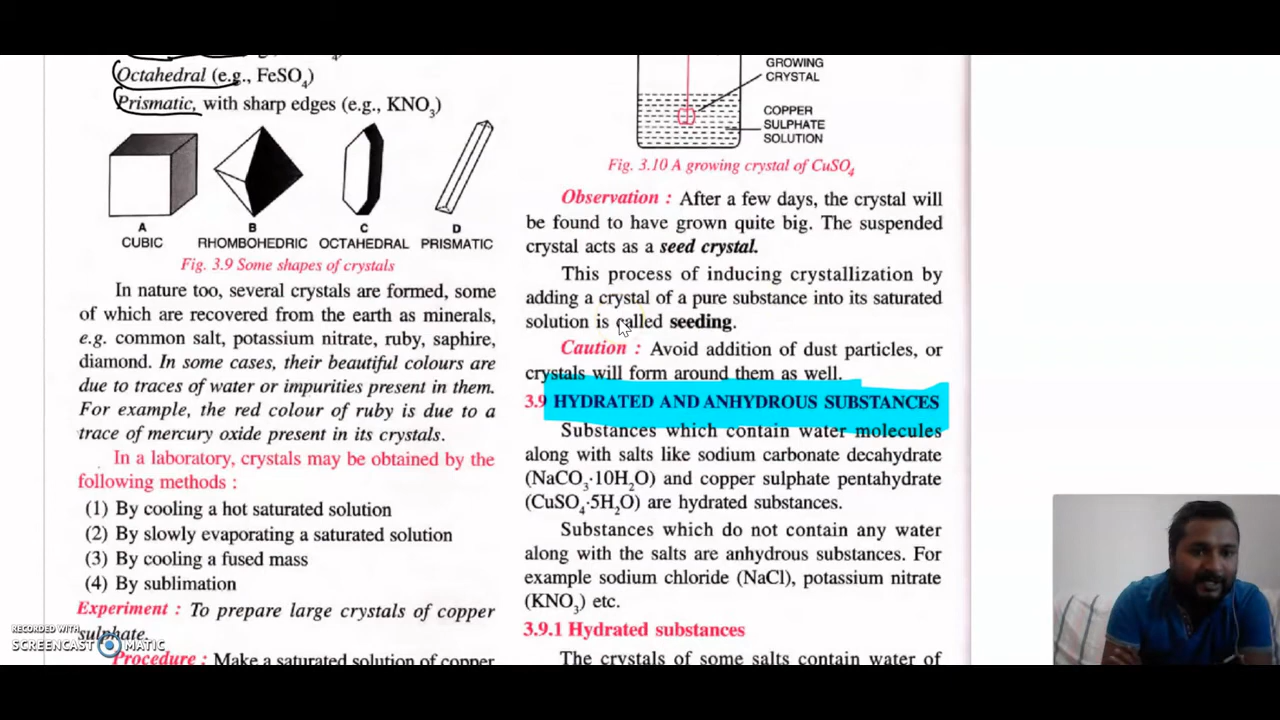 Octahedral (e.g., FeSO₄)
Prismatic, with sharp edges (e.g., KNO₃)
A
B
C
D
CUBIC
RHOMBOHEDRIC
OCTAHEDRAL
PRISMATIC
Fig. 3.9 Some shapes of crystals
In nature too, several crystals are formed, some
of which are recovered from the earth as minerals,
e.g. common salt, potassium nitrate, ruby, saphire,
diamond. In some cases, their beautiful colours are
due to traces of water or impurities present in them.
For example, the red colour of ruby is due to a
trace of mercury oxide present in its crystals.
In a laboratory, crystals may be obtained by the
following methods :
(1) By cooling a hot saturated solution
(2) By slowly evaporating a saturated solution
(3) By cooling a fused mass
(4) By sublimation
Experiment : To prepare large crystals of copper
sulphate.
Procedure : Make a saturated solution of copper
GROWING
CRYSTAL
COPPER
SULPHATE
SOLUTION
Fig. 3.10 A growing crystal of CuSO₄
Observation : After a few days, the crystal will
be found to have grown quite big. The suspended
crystal acts as a seed crystal.
This process of inducing crystallization by
adding a crystal of a pure substance into its saturated
solution is called seeding.
Caution : Avoid addition of dust particles, or
crystals will form around them as well.
3.9 HYDRATED AND ANHYDROUS SUBSTANCES
Substances which contain water molecules
along with salts like sodium carbonate decahydrate
(NaCO₃·10H₂O) and copper sulphate pentahydrate
(CuSO₄·5H₂O) are hydrated substances.
Substances which do not contain any water
along with the salts are anhydrous substances. For
example sodium chloride (NaCl), potassium nitrate
(KNO₃) etc.
3.9.1 Hydrated substances
The crystals of some salts contain water of
RECORDED WITH
SCREENCAST MATIC